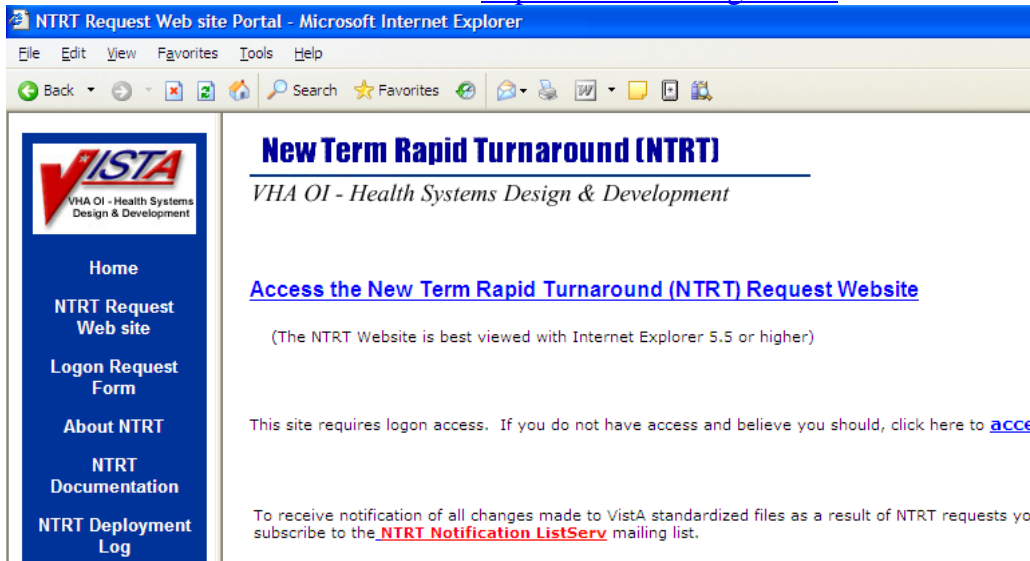 NTRT Request Web site Portal - Microsoft Internet Explorer
File Edit View Favorites Tools Help
Back Search Favorites
VISTA
VHA OI - Health Systems
Design & Development
Home
NTRT Request
Web site
Logon Request
Form
About NTRT
NTRT
Documentation
NTRT Deployment
Log
New Term Rapid Turnaround (NTRT)
VHA OI - Health Systems Design & Development
Access the New Term Rapid Turnaround (NTRT) Request Website
(The NTRT Website is best viewed with Internet Explorer 5.5 or higher)
This site requires logon access. If you do not have access and believe you should, click here to
To receive notification of all changes made to VistA standardized files as a result of NTRT requests
subscribe to the NTRT Notification ListServ mailing list.